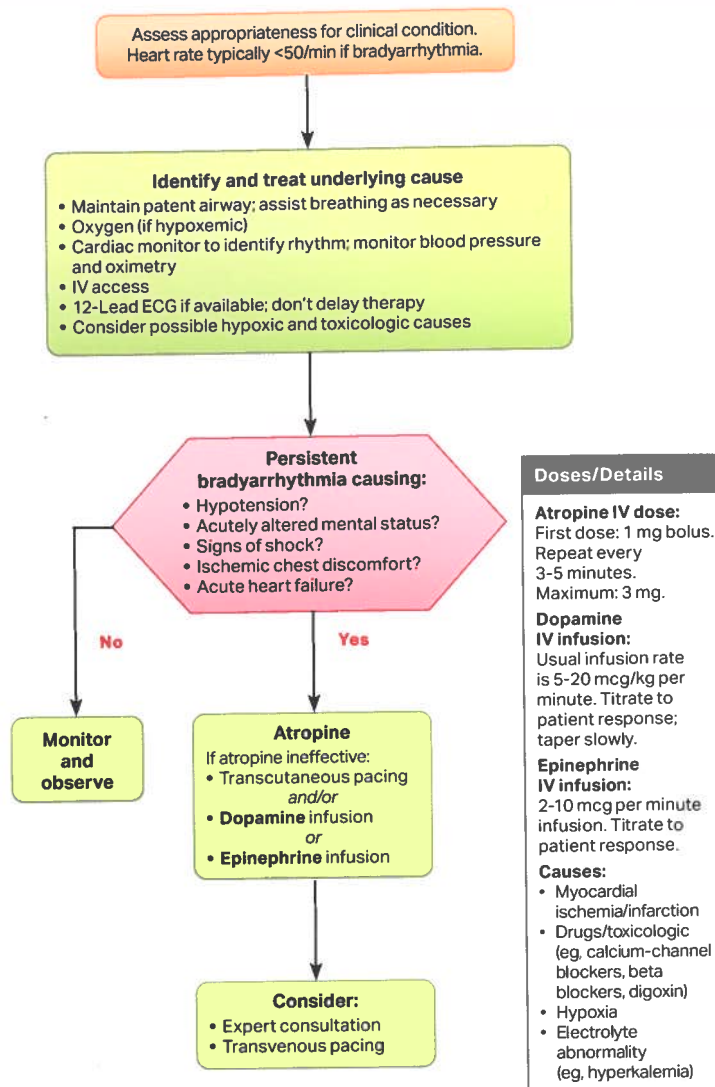 Assess appropriateness for clinical condition.
Heart rate typically <50/min if bradyarrhythmia.
Identify and treat underlying cause
• Maintain patent airway; assist breathing as necessary
• Oxygen (if hypoxemic)
• Cardiac monitor to identify rhythm; monitor blood pressure
and oximetry
• IV access
• 12-Lead ECG if available; don't delay therapy
• Consider possible hypoxic and toxicologic causes
Persistent
bradyarrhythmia causing:
• Hypotension?
• Acutely altered mental status?
• Signs of shock?
• Ischemic chest discomfort?
• Acute heart failure?
No
Yes
Monitor
and
observe
Atropine
If atropine ineffective:
• Transcutaneous pacing
and/or
• Dopamine infusion
or
• Epinephrine infusion
Consider:
• Expert consultation
• Transvenous pacing
Doses/Details
Atropine IV dose:
First dose: 1 mg bolus.
Repeat every
3-5 minutes.
Maximum: 3 mg.
Dopamine
IV infusion:
Usual infusion rate
is 5-20 mcg/kg per
minute. Titrate to
patient response;
taper slowly.
Epinephrine
IV infusion:
2-10 mcg per minute
infusion. Titrate to
patient response.
Causes:
• Myocardial
ischemia/infarction
• Drugs/toxicologic
(eg, calcium-channel
blockers, beta
blockers, digoxin)
• Hypoxia
• Electrolyte
abnormality
(eg, hyperkalemia)